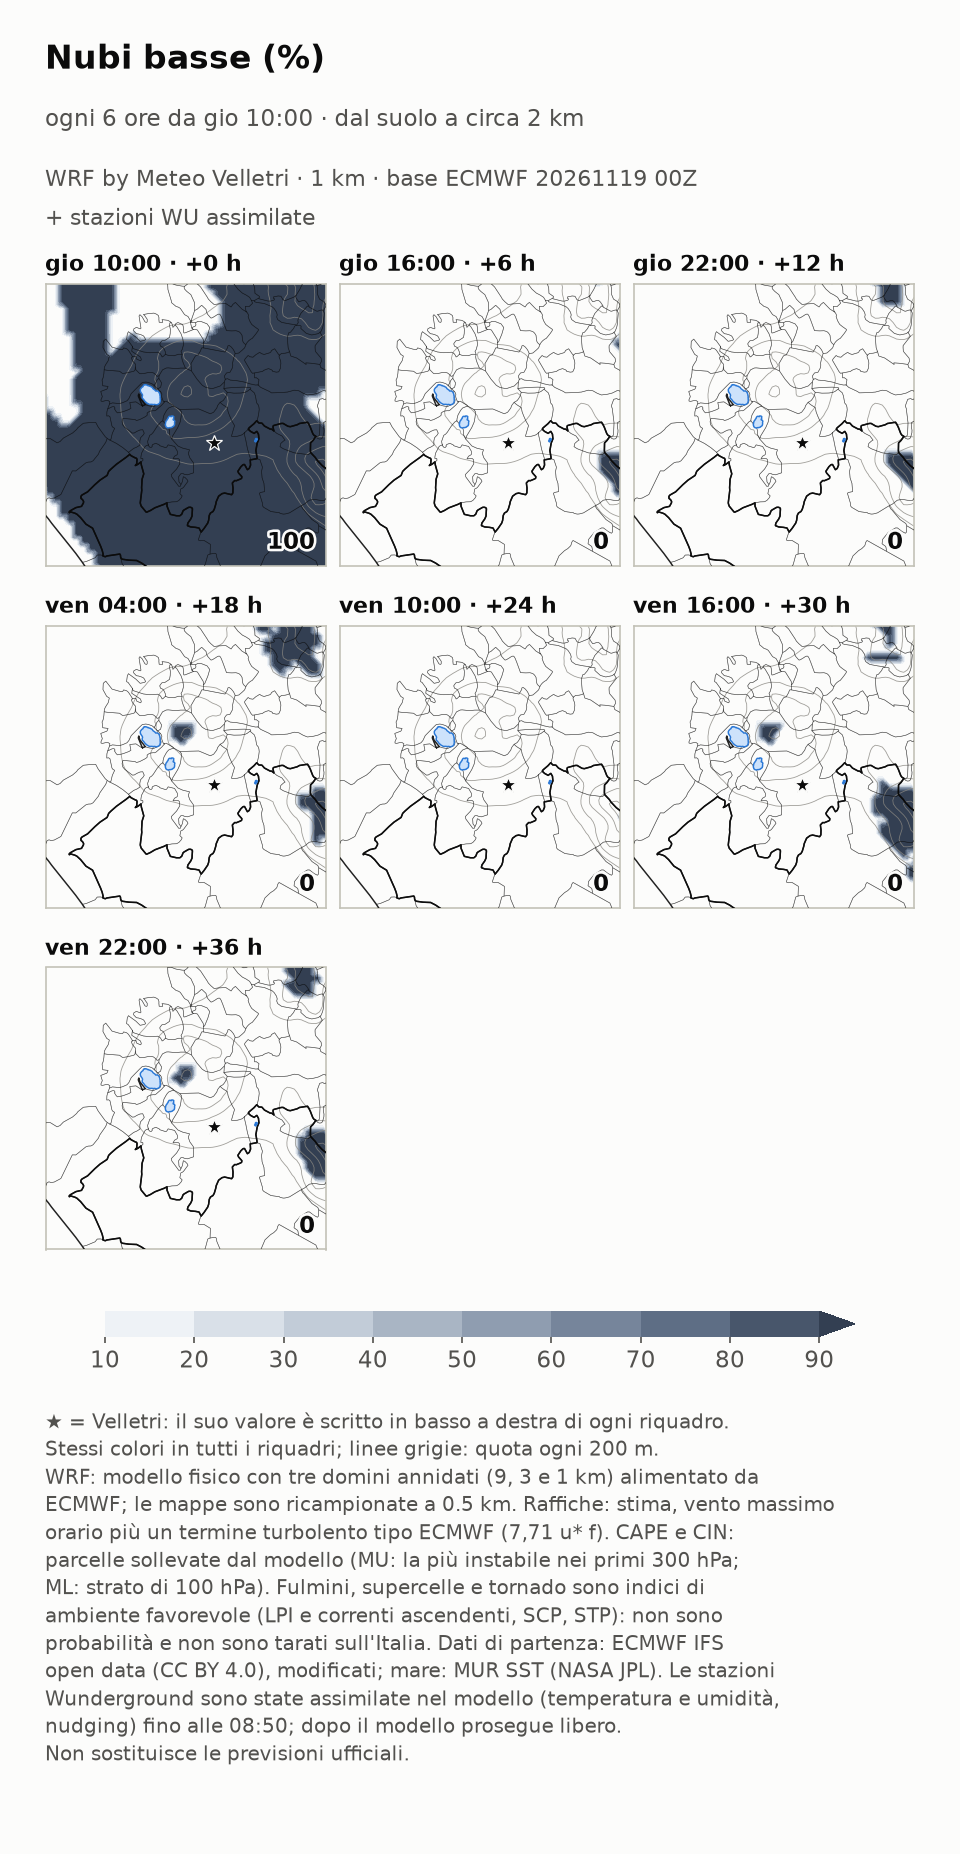 Nubi basse (%)
ogni 6 ore da gio 10:00 · dal suolo a circa 2 km
WRF by Meteo Velletri · 1 km · base ECMWF 20261119 00Z
+ stazioni WU assimilate
gio 10:00 · +0 h
gio 16:00 · +6 h
gio 22:00 · +12 h
100
0
0
ven 04:00 · +18 h
ven 10:00 · +24 h
ven 16:00 · +30 h
0
0
0
ven 22:00 · +36 h
0
10 20 30 40 50 60 70 80 90
★ = Velletri: il suo valore è scritto in basso a destra di ogni riquadro.
Stessi colori in tutti i riquadri; linee grigie: quota ogni 200 m.
WRF: modello fisico con tre domini annidati (9, 3 e 1 km) alimentato da
ECMWF; le mappe sono ricampionate a 0.5 km. Raffiche: stima, vento massimo
orario più un termine turbolento tipo ECMWF (7,71 u* f). CAPE e CIN:
parcelle sollevate dal modello (MU: la più instabile nei primi 300 hPa;
ML: strato di 100 hPa). Fulmini, supercelle e tornado sono indici di
ambiente favorevole (LPI e correnti ascendenti, SCP, STP): non sono
probabilità e non sono tarati sull'Italia. Dati di partenza: ECMWF IFS
open data (CC BY 4.0), modificati; mare: MUR SST (NASA JPL). Le stazioni
Wunderground sono state assimilate nel modello (temperatura e umidità,
nudging) fino alle 08:50; dopo il modello prosegue libero.
Non sostituisce le previsioni ufficiali.